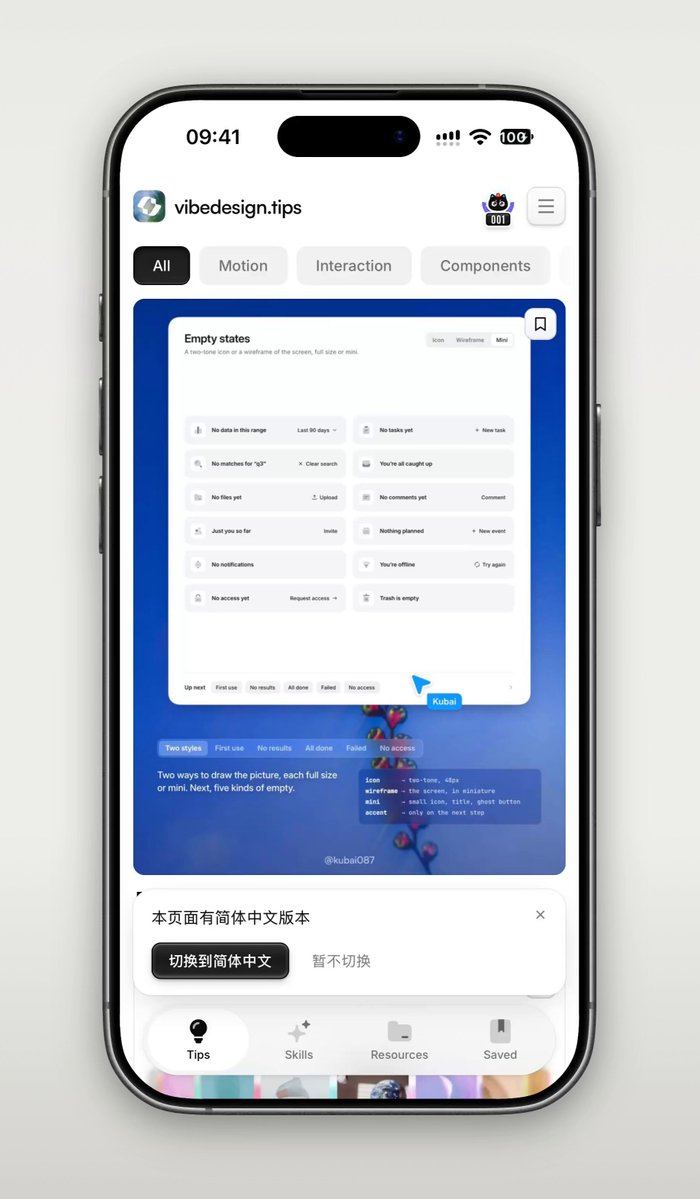 09:41
100
vibedesign.tips
001
All
Motion
Interaction
Components
Empty states
Icon
Wireframe
Mini
A two-tone icon or a wireframe of the screen, full size or mini.
No data in this range
Last 90 days
No tasks yet
+ New task
No matches for "q3"
× Clear search
You're all caught up
No files yet
Upload
No comments yet
Comment
Just you so far
Invite
Nothing planned
+ New event
No notifications
You're offline
Try again
No access yet
Request access →
Trash is empty
Up next
First use
No results
All done
Failed
No access
Kubai
Two styles
First use
No results
All done
Failed
No access
Two ways to draw the picture, each full size
or mini. Next, five kinds of empty.
icon → two-tone, 48px
wireframe → the screen, in miniature
mini → small icon, title, ghost button
accent → only on the next step
@kubai087
本页面有简体中文版本
切换到简体中文
暂不切换
Tips
Skills
Resources
Saved